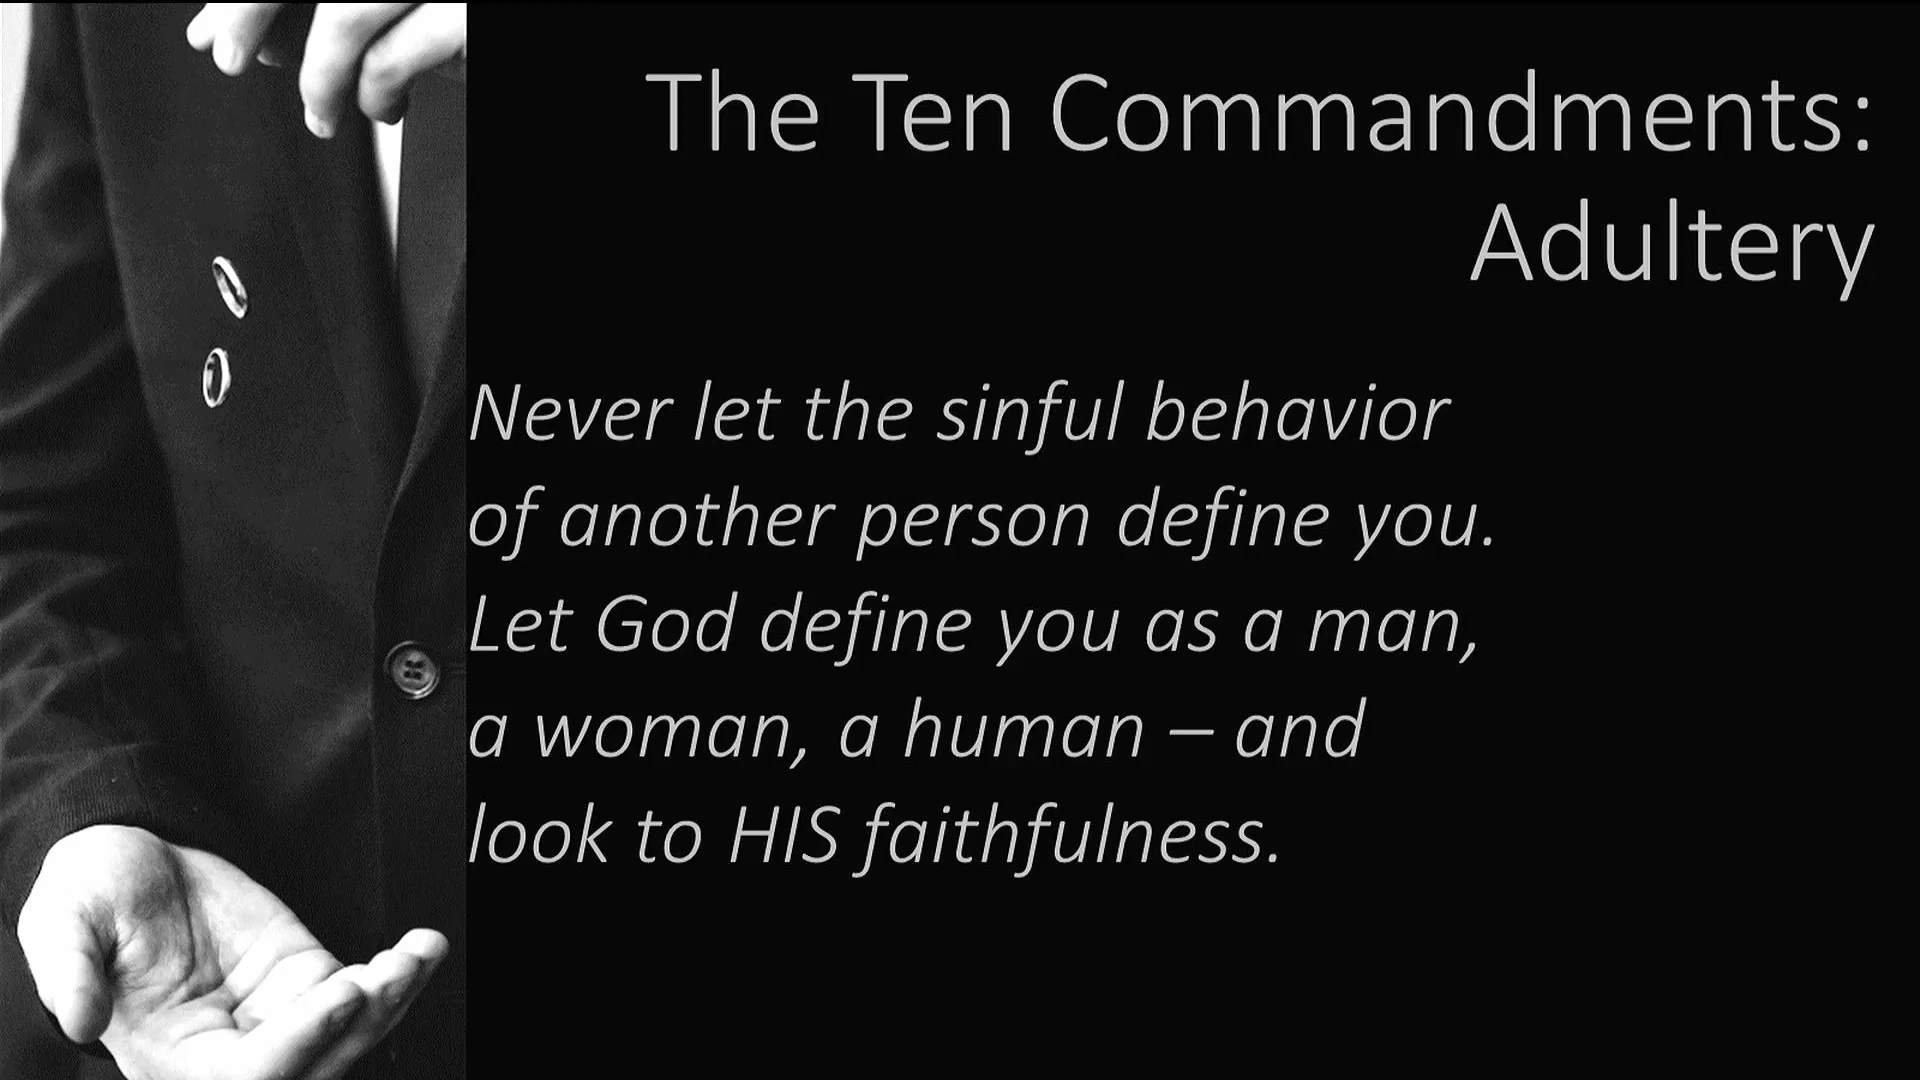 The Ten Commandments:
Adultery
Never let the sinful behavior
of another person define you.
Let God define you as a man,
a woman, a human – and
look to HIS faithfulness.